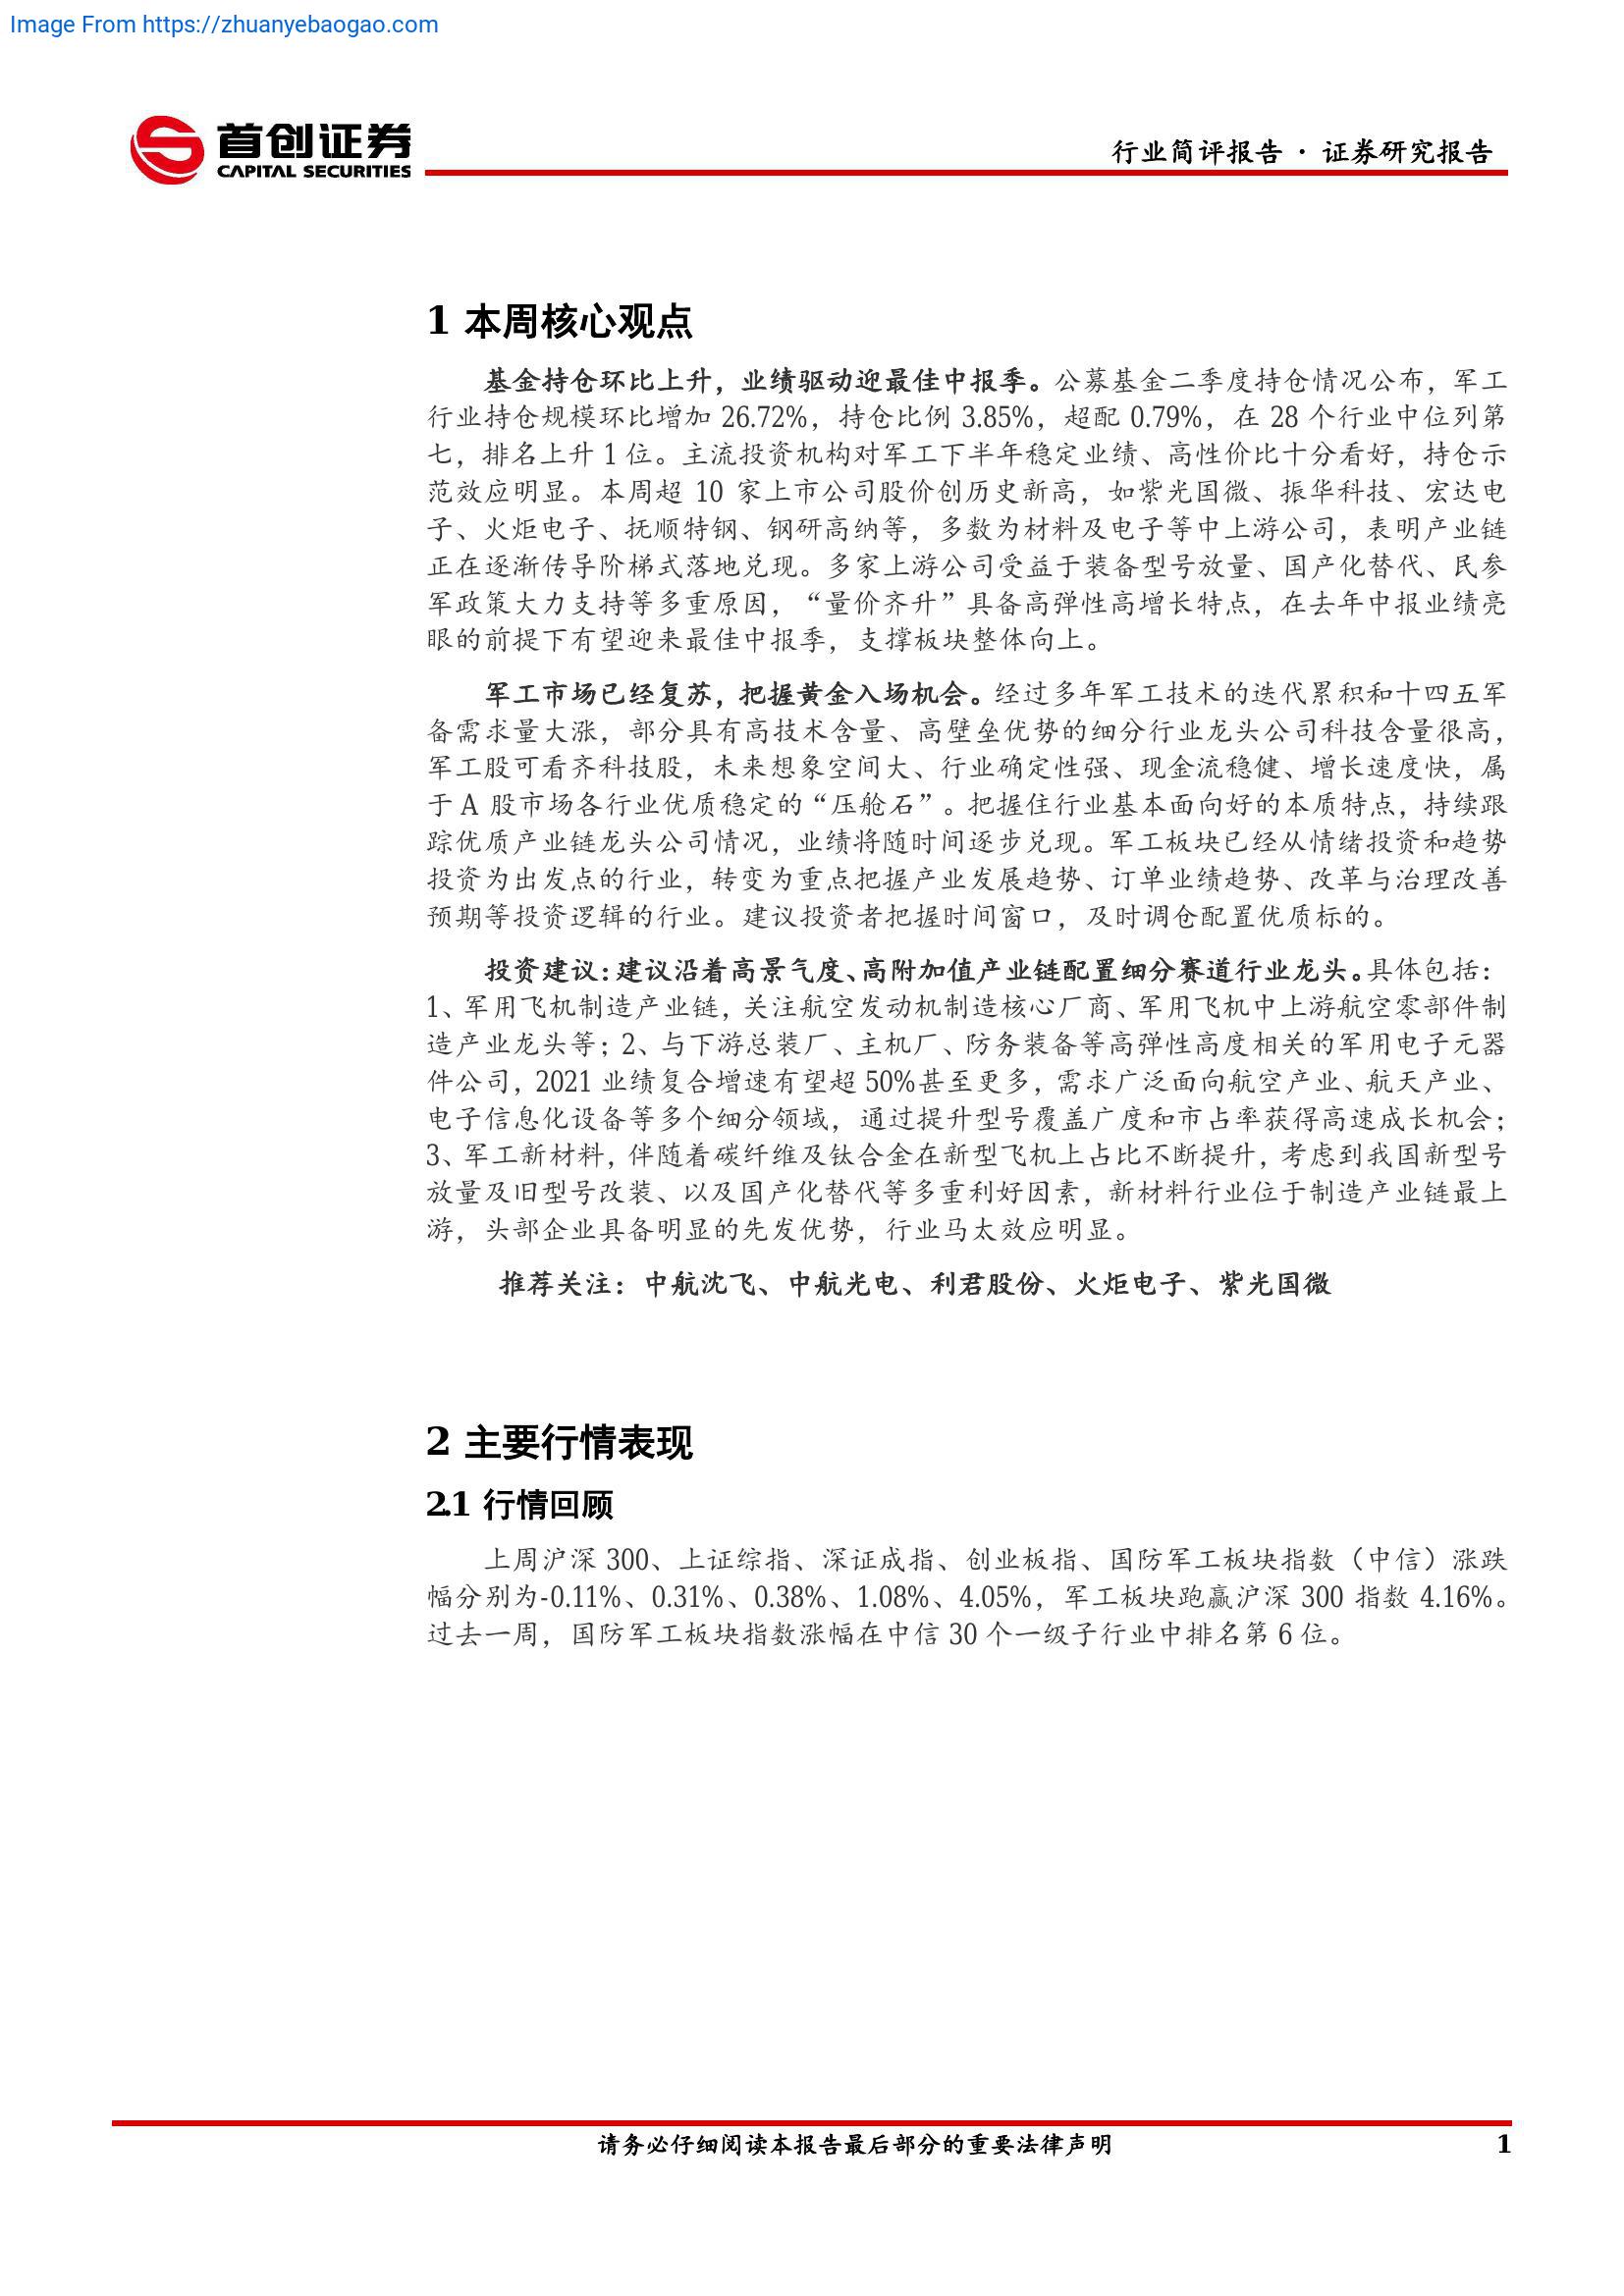 Image From https://zhuanyebaogao.com
首创证券
CAPITAL SECURITIES
行业简评报告 · 证券研究报告
1 本周核心观点
基金持仓环比上升，业绩驱动迎最佳中报季。公募基金二季度持仓情况公布，军工
行业持仓规模环比增加 26.72%，持仓比例 3.85%，超配 0.79%，在 28 个行业中位列第
七，排名上升 1 位。主流投资机构对军工下半年稳定业绩、高性价比十分看好，持仓示
范效应明显。本周超 10 家上市公司股价创历史新高，如紫光国微、振华科技、宏达电
子、火炬电子、抚顺特钢、钢研高纳等，多数为材料及电子等中上游公司，表明产业链
正在逐渐传导阶梯式落地兑现。多家上游公司受益于装备型号放量、国产化替代、民参
军政策大力支持等多重原因，“量价齐升”具备高弹性高增长特点，在去年中报业绩亮
眼的前提下有望迎来最佳中报季，支撑板块整体向上。
军工市场已经复苏，把握黄金入场机会。经过多年军工技术的迭代累积和十四五军
备需求量大涨，部分具有高技术含量、高壁垒优势的细分行业龙头公司科技含量很高，
军工股可看齐科技股，未来想象空间大、行业确定性强、现金流稳健、增长速度快，属
于 A 股市场各行业优质稳定的“压舱石”。把握住行业基本面向好的本质特点，持续跟
踪优质产业链龙头公司情况，业绩将随时间逐步兑现。军工板块已经从情绪投资和趋势
投资为出发点的行业，转变为重点把握产业发展趋势、订单业绩趋势、改革与治理改善
预期等投资逻辑的行业。建议投资者把握时间窗口，及时调仓配置优质标的。
投资建议：建议沿着高景气度、高附加值产业链配置细分赛道行业龙头。具体包括：
1、军用飞机制造产业链，关注航空发动机制造核心厂商、军用飞机中上游航空零部件制
造产业龙头等；2、与下游总装厂、主机厂、防务装备等高弹性高度相关的军用电子元器
件公司，2021 业绩复合增速有望超 50%甚至更多，需求广泛面向航空产业、航天产业、
电子信息化设备等多个细分领域，通过提升型号覆盖广度和市占率获得高速成长机会；
3、军工新材料，伴随着碳纤维及钛合金在新型飞机上占比不断提升，考虑到我国新型号
放量及旧型号改装、以及国产化替代等多重利好因素，新材料行业位于制造产业链最上
游，头部企业具备明显的先发优势，行业马太效应明显。
推荐关注：中航沈飞、中航光电、利君股份、火炬电子、紫光国微
2 主要行情表现
2.1 行情回顾
上周沪深 300、上证综指、深证成指、创业板指、国防军工板块指数（中信）涨跌
幅分别为-0.11%、0.31%、0.38%、1.08%、4.05%，军工板块跑赢沪深 300 指数 4.16%。
过去一周，国防军工板块指数涨幅在中信 30 个一级子行业中排名第 6 位。
请务必仔细阅读本报告最后部分的重要法律声明
1